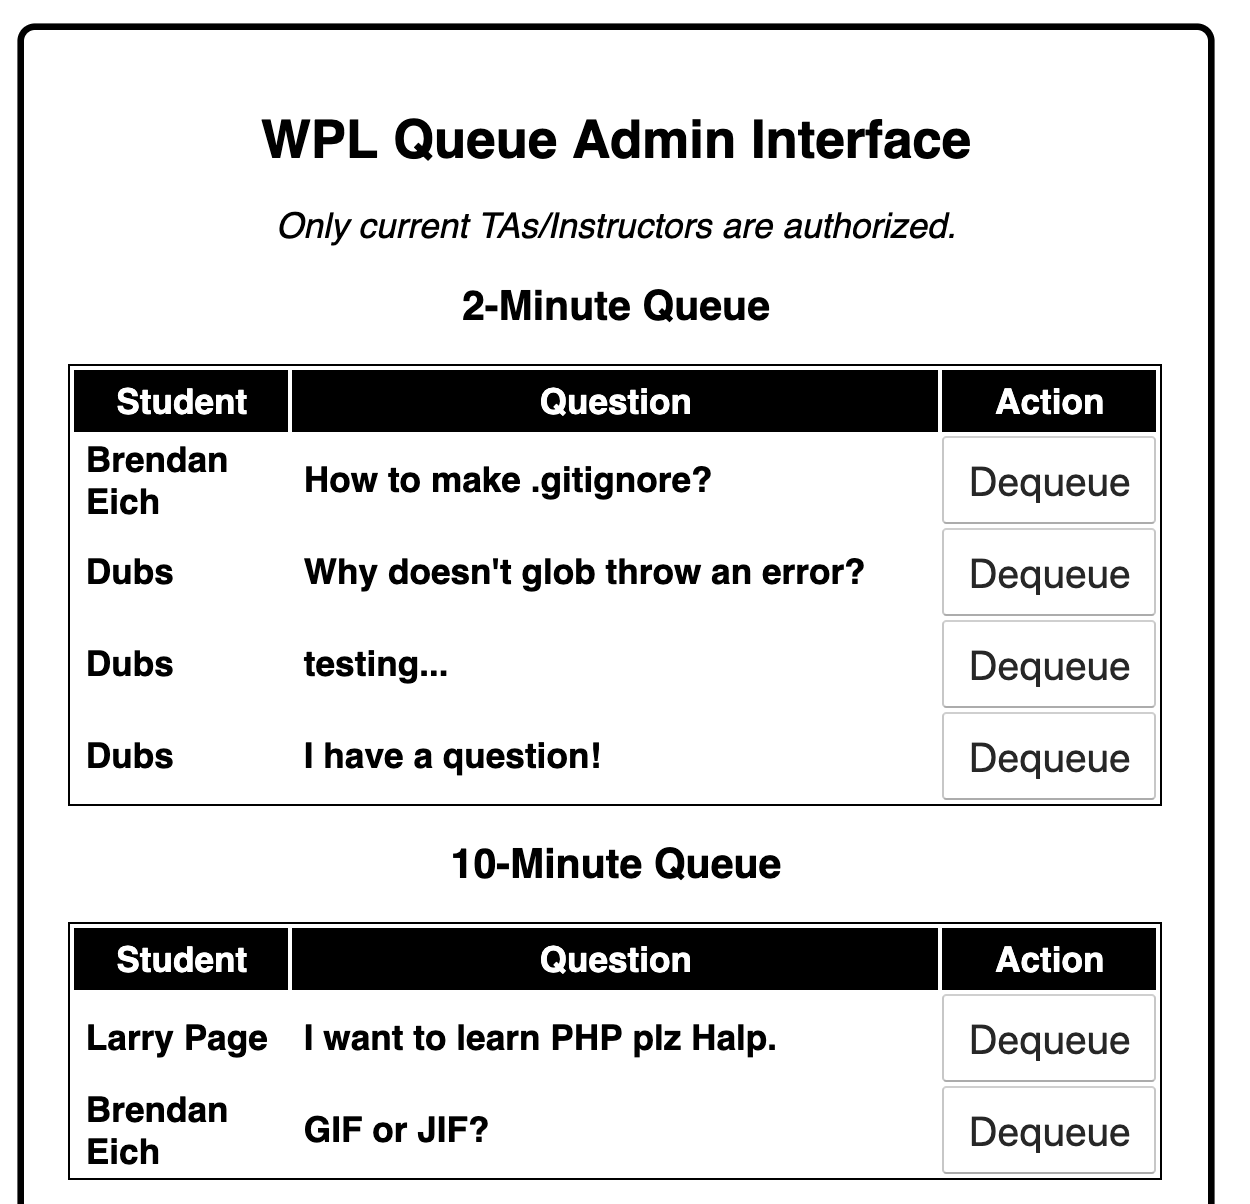 WPL Queue Admin Interface
Only current TAs/Instructors are authorized.
2-Minute Queue
Student Question Action
Brendan
Eich How to make .gitignore? Dequeue
Dubs Why doesn't glob throw an error? Dequeue
Dubs testing... Dequeue
Dubs I have a question! Dequeue
10-Minute Queue
Student Question Action
Larry Page I want to learn PHP plz Halp. Dequeue
Brendan
Eich GIF or JIF? Dequeue